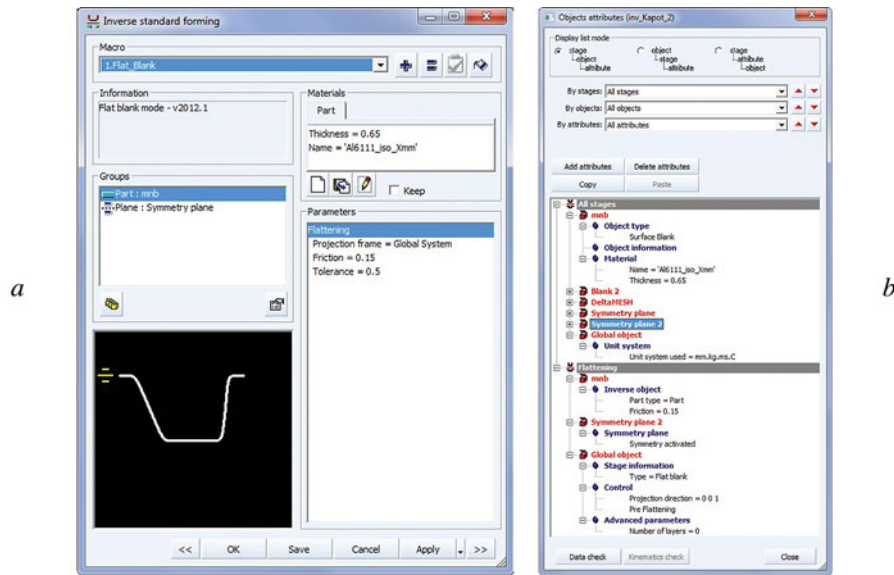 a
Inverse standard forming
Macro
1.Flat_Blank
Information
Flat blank mode - v2012.1
Groups
Part : mnb
Plane : Symmetry plane
Materials
Part
Thickness = 0.65
Name = 'Al6111_iso_Xmm'
Keep
Parameters
Flattening
Projection frame = Global System
Friction = 0.15
Tolerance = 0.5
<< OK Save Cancel Apply >>
b
Objects attributes (inv_Kapot_2)
Display list mode
stage object stage
object stage attribute
attribute attribute object
By stages: All stages
By objects: All objects
By attributes: All attributes
Add attributes Delete attributes
Copy Paste
All stages
mnb
Object type
Surface Blank
Object information
Material
Name = 'Al6111_iso_Xmm'
Thickness = 0.65
Blank 2
DeltaMESH
Symmetry plane
Symmetry plane 2
Global object
Unit system
Unit system used = mm.kg.ms.C
Flattening
mnb
Inverse object
Part type = Part
Friction = 0.15
Symmetry plane 2
Symmetry plane
Symmetry activated
Global object
Stage information
Type = Flat blank
Control
Projection direction = 0 0 1
Pre Flattening
Advanced parameters
Number of layers = 0
Data check Kinematics check Close